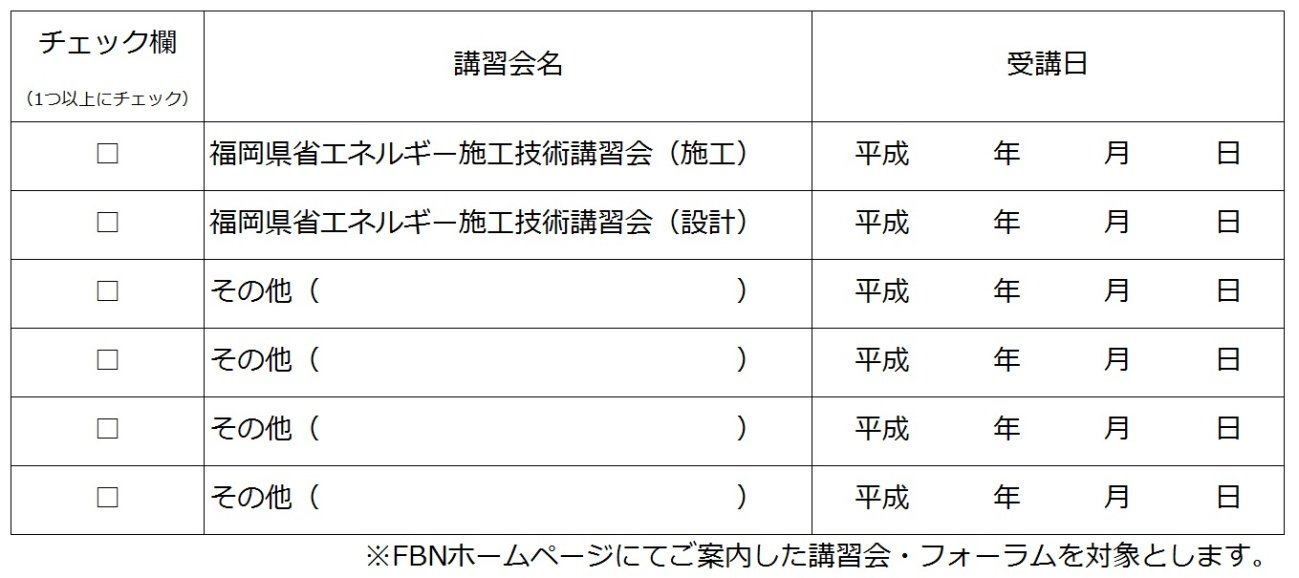 チェック欄 講習会名 受講日
（1つ以上にチェック）
□ 福岡県省エネルギー施工技術講習会（施工） 平成 年 月 日
□ 福岡県省エネルギー施工技術講習会（設計） 平成 年 月 日
□ その他（ ） 平成 年 月 日
□ その他（ ） 平成 年 月 日
□ その他（ ） 平成 年 月 日
□ その他（ ） 平成 年 月 日
※FBNホームページにてご案内した講習会・フォーラムを対象とします。